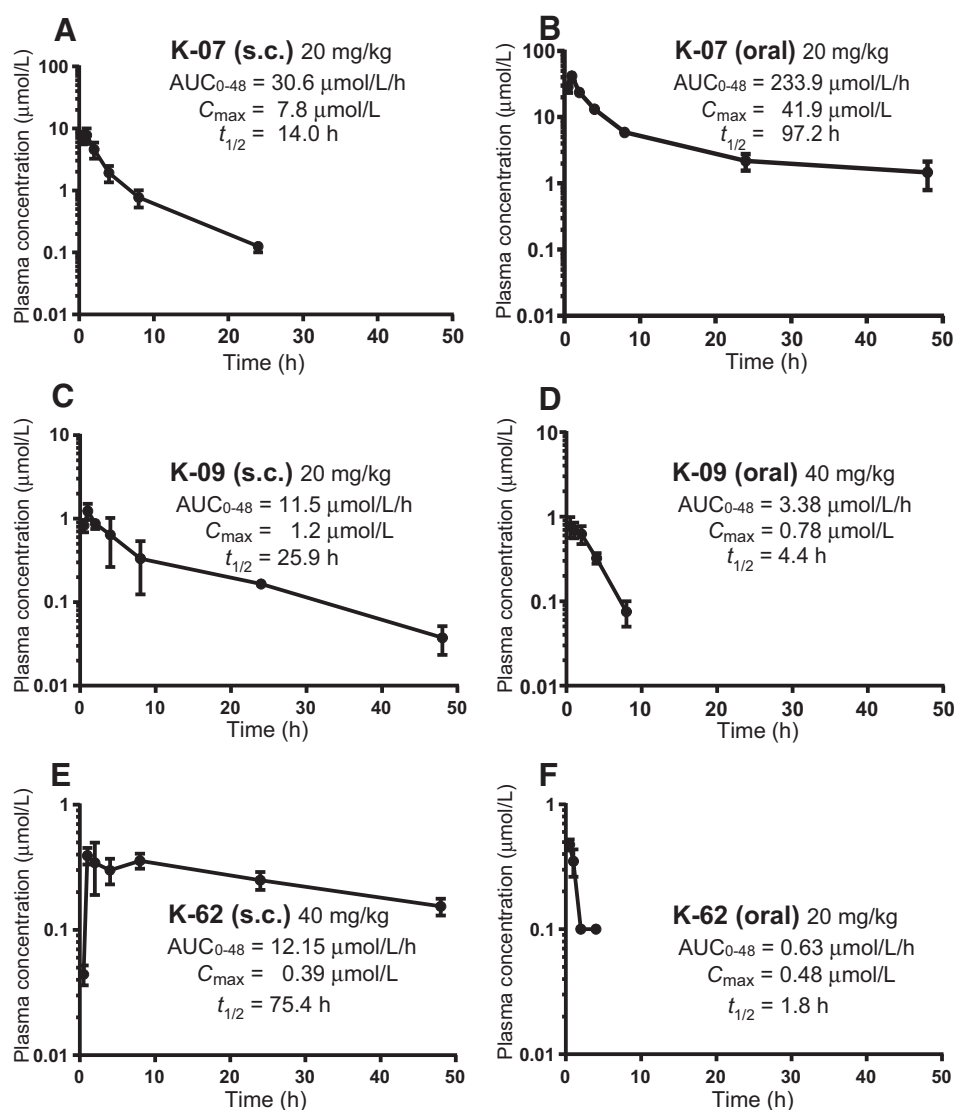 A
K-07 (s.c.) 20 mg/kg
AUC0-48 = 30.6 μmol/L/h
Cmax = 7.8 μmol/L
t1/2 = 14.0 h
Plasma concentration (μmol/L)
100
10
1
0.1
0.01
0 10 20 30 40 50
Time (h)
B
K-07 (oral) 20 mg/kg
AUC0-48 = 233.9 μmol/L/h
Cmax = 41.9 μmol/L
t1/2 = 97.2 h
Plasma concentration (μmol/L)
100
10
1
0.1
0.01
0 10 20 30 40 50
Time (h)
C
K-09 (s.c.) 20 mg/kg
AUC0-48 = 11.5 μmol/L/h
Cmax = 1.2 μmol/L
t1/2 = 25.9 h
Plasma concentration (μmol/L)
10
1
0.1
0.01
0 10 20 30 40 50
Time (h)
D
K-09 (oral) 40 mg/kg
AUC0-48 = 3.38 μmol/L/h
Cmax = 0.78 μmol/L
t1/2 = 4.4 h
Plasma concentration (μmol/L)
10
1
0.1
0.01
0 10 20 30 40 50
Time (h)
E
K-62 (s.c.) 40 mg/kg
AUC0-48 = 12.15 μmol/L/h
Cmax = 0.39 μmol/L
t1/2 = 75.4 h
Plasma concentration (μmol/L)
1
0.1
0.01
0 10 20 30 40 50
Time (h)
F
K-62 (oral) 20 mg/kg
AUC0-48 = 0.63 μmol/L/h
Cmax = 0.48 μmol/L
t1/2 = 1.8 h
Plasma concentration (μmol/L)
1
0.1
0.01
0 10 20 30 40 50
Time (h)